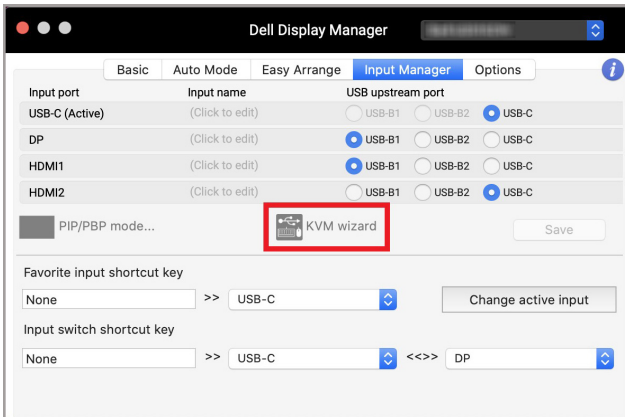 Dell Display Manager
Basic Auto Mode Easy Arrange Input Manager Options i
Input port Input name USB upstream port
USB-C (Active) (Click to edit) USB-B1 USB-B2 USB-C
DP (Click to edit) USB-B1 USB-B2 USB-C
HDMI1 (Click to edit) USB-B1 USB-B2 USB-C
HDMI2 (Click to edit) USB-B1 USB-B2 USB-C
PIP/PBP mode... KVM wizard Save
Favorite input shortcut key
None >> USB-C Change active input
Input switch shortcut key
None >> USB-C <<>> DP